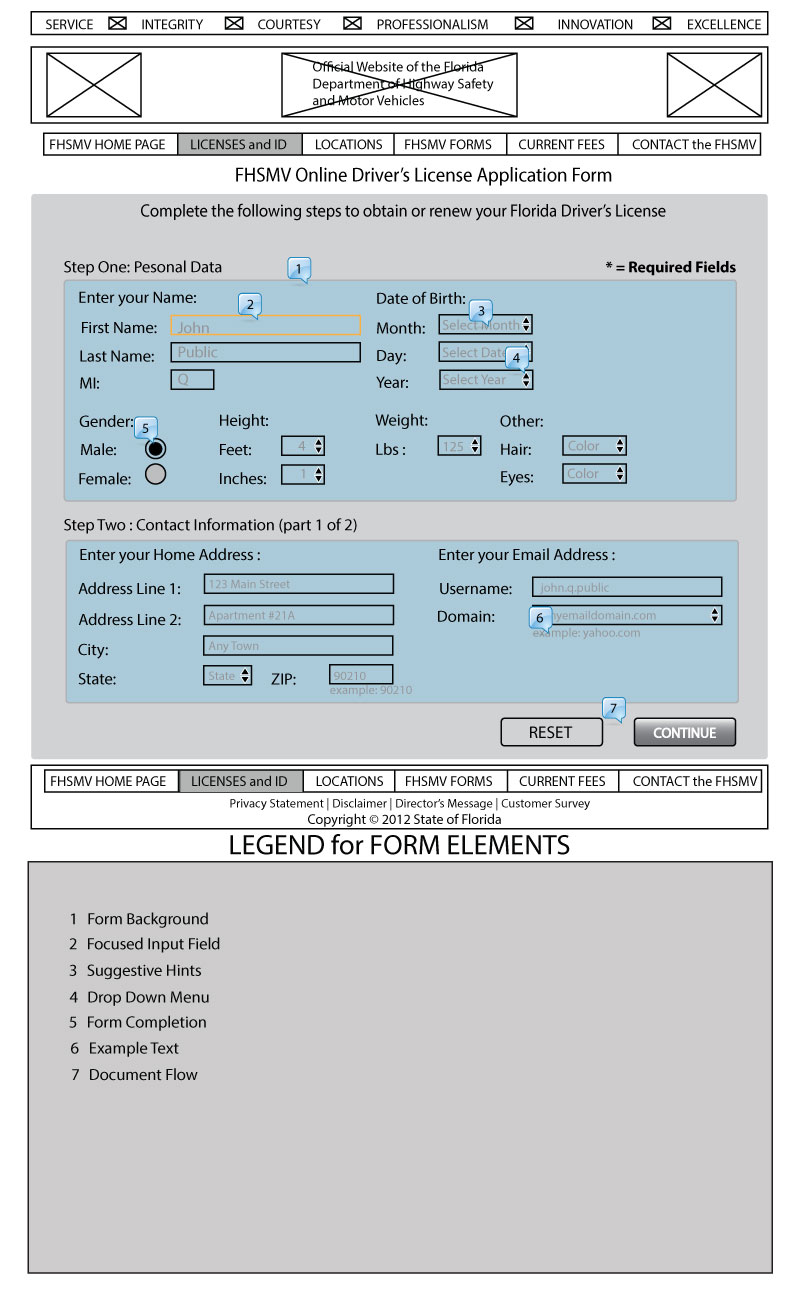 SERVICE INTEGRITY COURTESY PROFESSIONALISM INNOVATION EXCELLENCE
Official Website of the Florida
Department of Highway Safety
and Motor Vehicles
FHSMV HOME PAGE LICENSES and ID LOCATIONS FHSMV FORMS CURRENT FEES CONTACT the FHSMV
FHSMV Online Driver's License Application Form
Complete the following steps to obtain or renew your Florida Driver's License
Step One: Pesonal Data 1 * = Required Fields
Enter your Name: 2 Date of Birth: 3
First Name: John Month: Select Month
Last Name: Public Day: Select Date 4
MI: Q Year: Select Year
Gender: 5 Height: Weight: Other:
Male: Feet: 4 Lbs : 125 Hair: Color
Female: Inches: 1 Eyes: Color
Step Two : Contact Information (part 1 of 2)
Enter your Home Address : Enter your Email Address :
Address Line 1: 123 Main Street Username: john.q.public
Address Line 2: Apartment #21A Domain: 6 yemaildomain.com
example: yahoo.com
City: Any Town
State: State ZIP: 90210
example: 90210
7
RESET CONTINUE
FHSMV HOME PAGE LICENSES and ID LOCATIONS FHSMV FORMS CURRENT FEES CONTACT the FHSMV
Privacy Statement | Disclaimer | Director's Message | Customer Survey
Copyright © 2012 State of Florida
LEGEND for FORM ELEMENTS
1 Form Background
2 Focused Input Field
3 Suggestive Hints
4 Drop Down Menu
5 Form Completion
6 Example Text
7 Document Flow